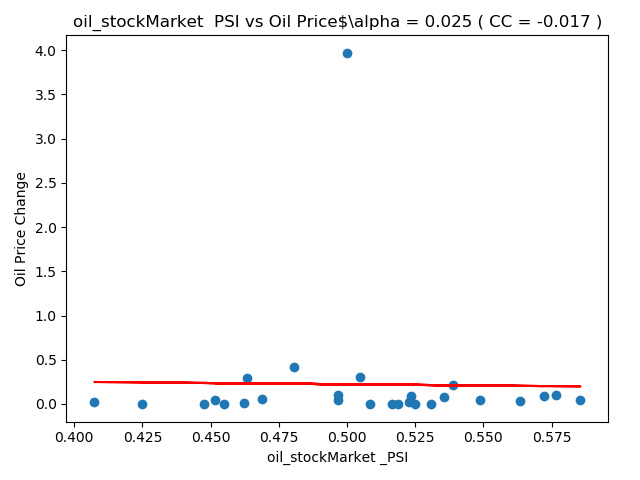 oil_stockMarket  PSI vs Oil Price$\alpha = 0.025 ( CC = -0.017 )
4.0
3.5
3.0
2.5
2.0
1.5
1.0
0.5
0.0
Oil Price Change
0.400 0.425 0.450 0.475 0.500 0.525 0.550 0.575
oil_stockMarket _PSI